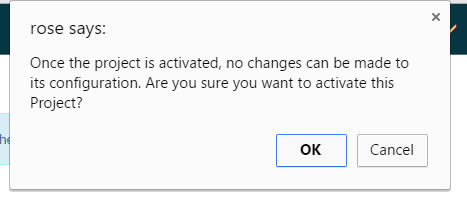 rose says:
Once the project is activated, no changes can be made to
its configuration. Are you sure you want to activate this
Project?
he
OK
Cancel